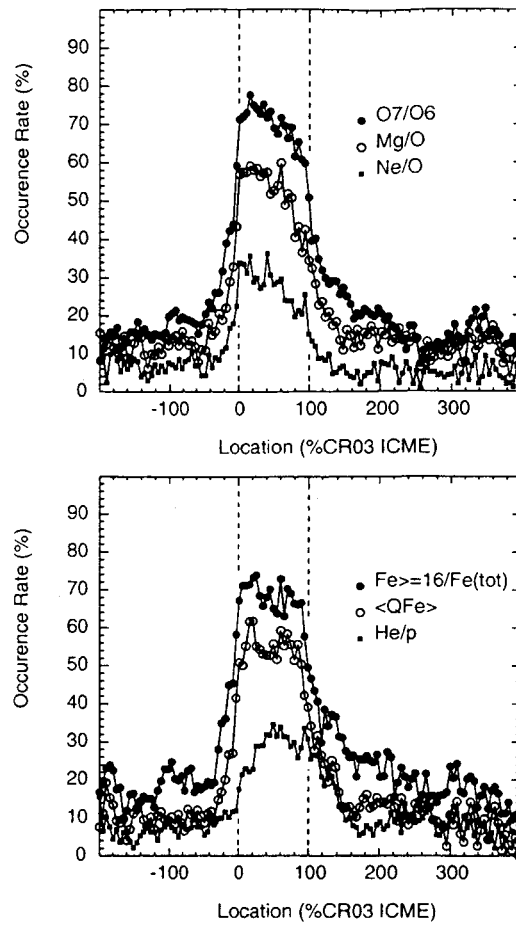 90
80
70
60
50
40
30
20
10
0
Occurence Rate (%)
O7/O6
Mg/O
Ne/O
-100 0 100 200 300
Location (%CR03 ICME)
90
80
70
60
50
40
30
20
10
0
Occurence Rate (%)
Fe>=16/Fe(tot)
<QFe>
He/p
-100 0 100 200 300
Location (%CR03 ICME)